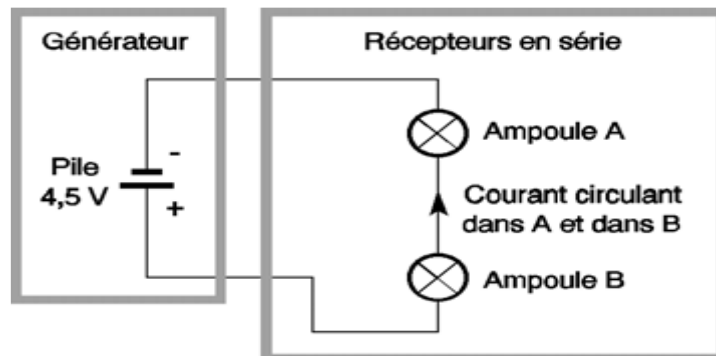 Générateur
Récepteurs en série
Ampoule A
-
Pile
4,5 V
+
Courant circulant
dans A et dans B
Ampoule B